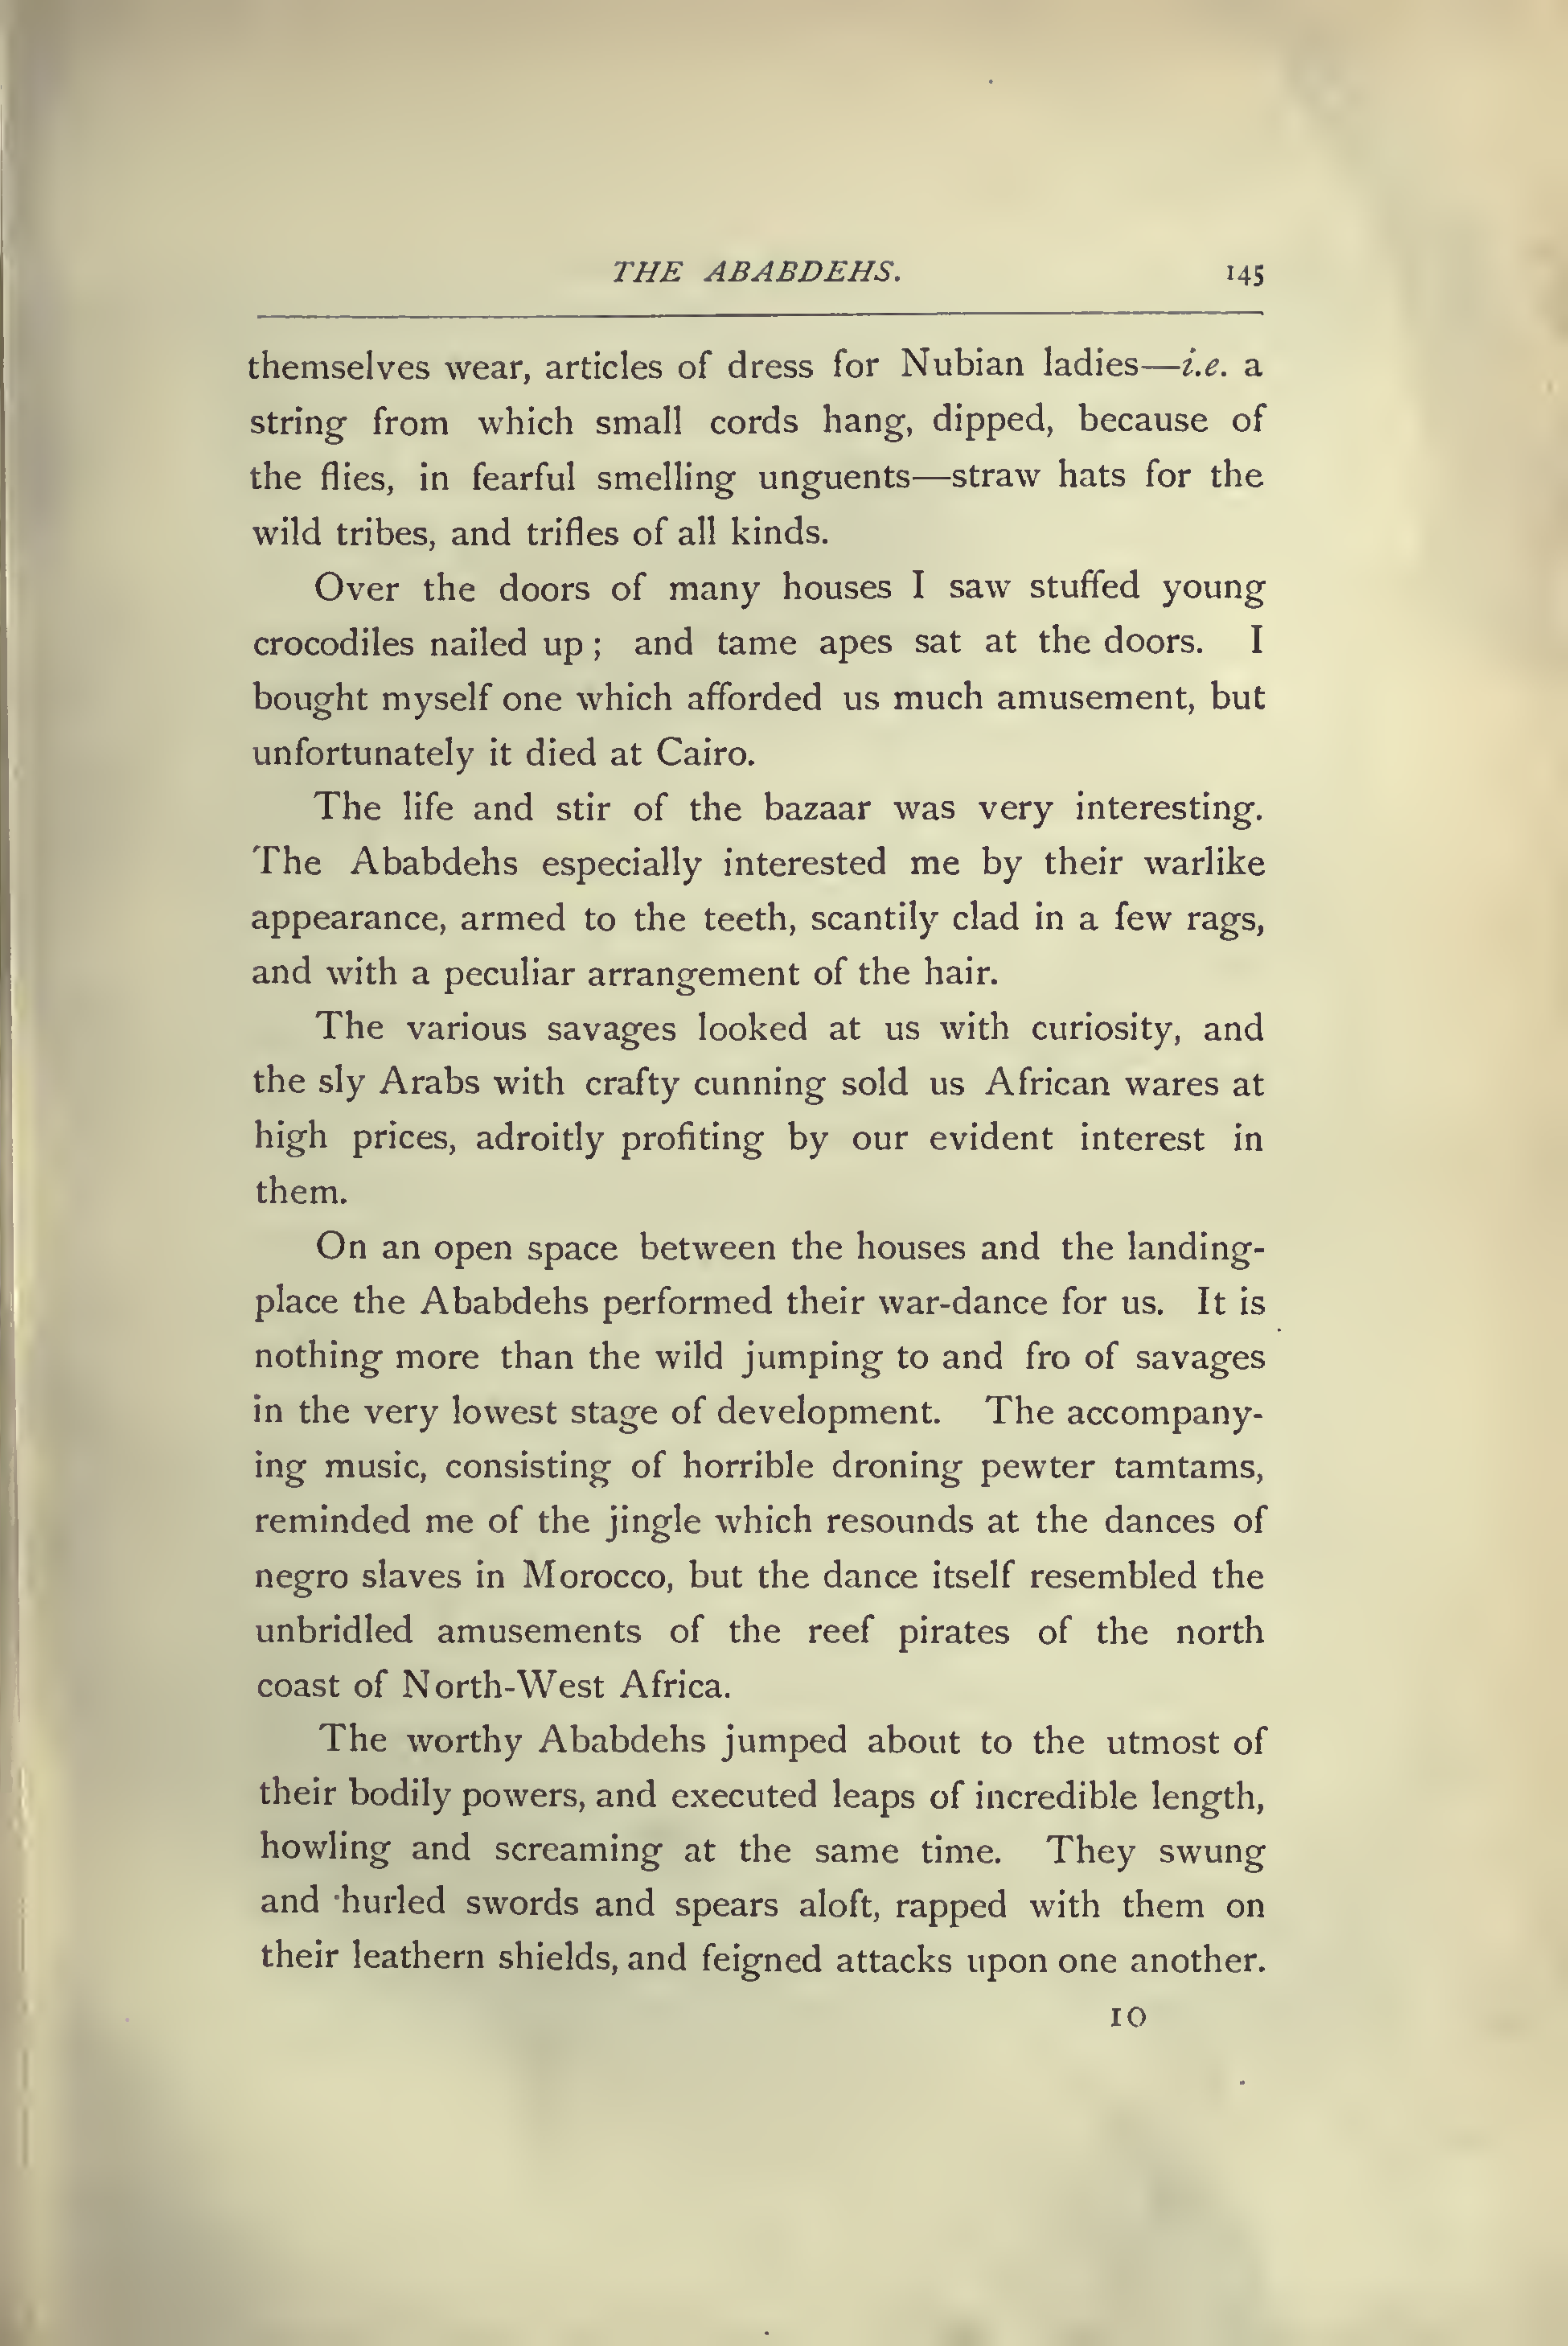 THE ABABDEHS. 145
themselves wear, articles of dress for Nubian ladies—i.e. a
string from which small cords hang, dipped, because of
the flies, in fearful smelling unguents—straw hats for the
wild tribes, and trifles of all kinds.
Over the doors of many houses I saw stuffed young
crocodiles nailed up ; and tame apes sat at the doors. I
bought myself one which afforded us much amusement, but
unfortunately it died at Cairo.
The life and stir of the bazaar was very interesting.
The Ababdehs especially interested me by their warlike
appearance, armed to the teeth, scantily clad in a few rags,
and with a peculiar arrangement of the hair.
The various savages looked at us with curiosity, and
the sly Arabs with crafty cunning sold us African wares at
high prices, adroitly profiting by our evident interest in
them.
On an open space between the houses and the landing-
place the Ababdehs performed their war-dance for us. It is
nothing more than the wild jumping to and fro of savages
in the very lowest stage of development. The accompany-
ing music, consisting of horrible droning pewter tamtams,
reminded me of the jingle which resounds at the dances of
negro slaves in Morocco, but the dance itself resembled the
unbridled amusements of the reef pirates of the north
coast of North-West Africa.
The worthy Ababdehs jumped about to the utmost of
their bodily powers, and executed leaps of incredible length,
howling and screaming at the same time. They swung
and hurled swords and spears aloft, rapped with them on
their leathern shields, and feigned attacks upon one another.
10